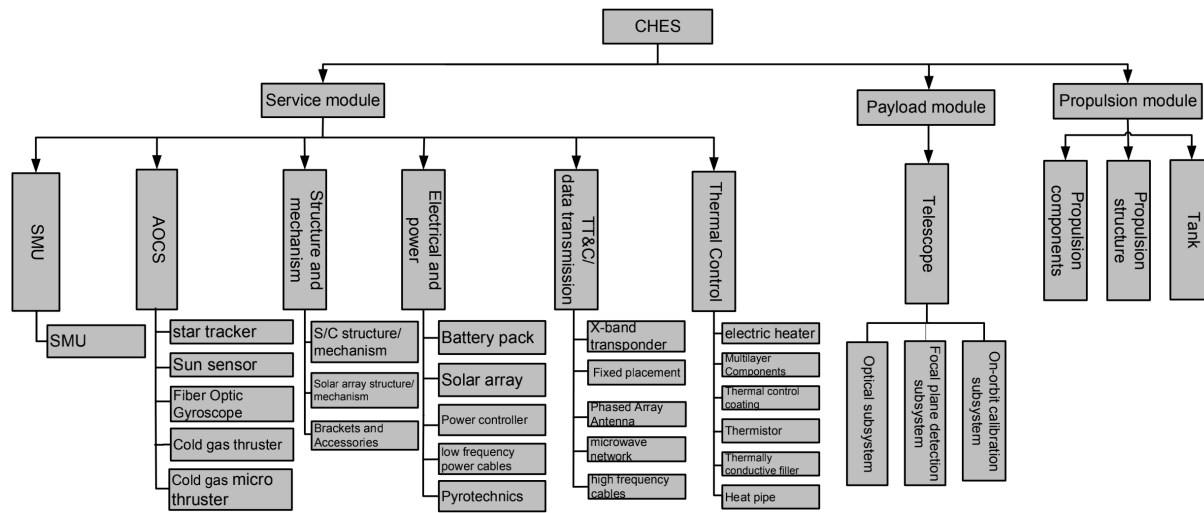 CHES
Service module
Payload module
Propulsion module
SMU
AOCS
Structure and
mechanism
Electrical and
power
TT&C/
data transmission
Thermal Control
Telescope
Propulsion
components
Propulsion
structure
Tank
SMU
star tracker
Sun sensor
Fiber Optic
Gyroscope
Cold gas thruster
Cold gas micro
thruster
S/C structure/
mechanism
Solar array structure/
mechanism
Brackets and
Accessories
Battery pack
Solar array
Power controller
low frequency
power cables
Pyrotechnics
X-band
transponder
Fixed placement
Phased Array
Antenna
microwave
network
high frequency
cables
electric heater
Multilayer
Components
Thermal control
coating
Thermistor
Thermally
conductive filler
Heat pipe
Optical subsystem
Focal plane detection
subsystem
On-orbit calibration
subsystem